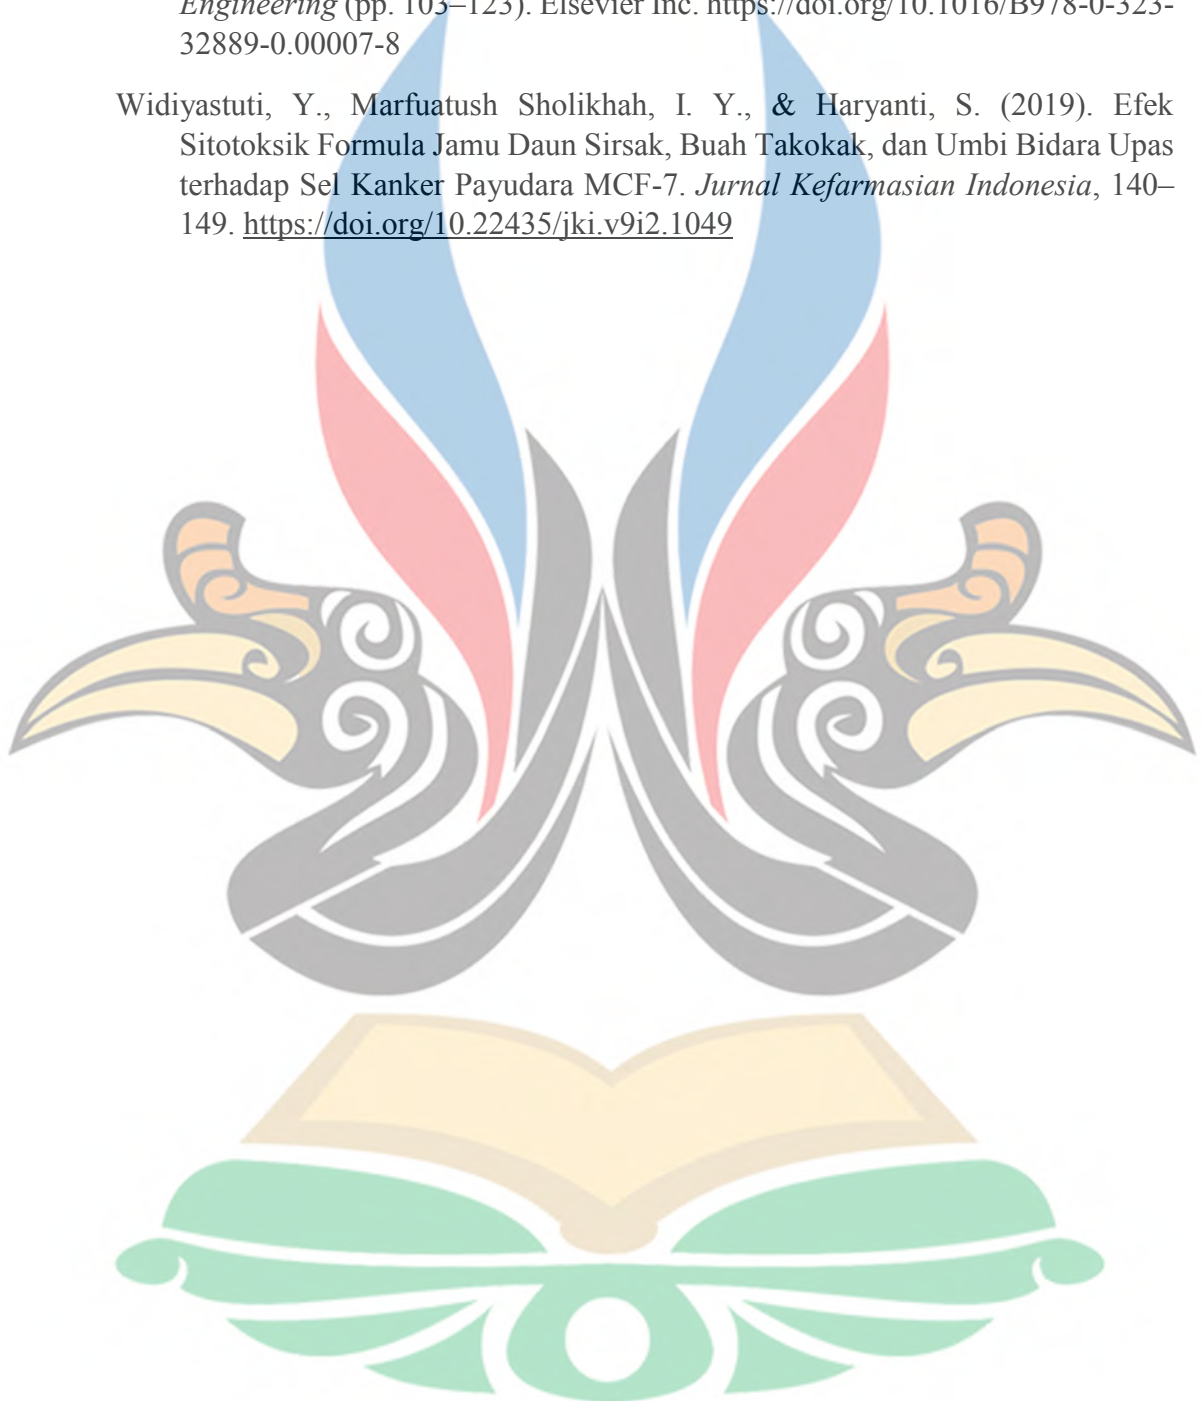 Engineering (pp. 103–123). Elsevier Inc. https://doi.org/10.1016/B978-0-323-
32889-0.00007-8
Widiyastuti, Y., Marfuatush Sholikhah, I. Y., & Haryanti, S. (2019). Efek
Sitotoksik Formula Jamu Daun Sirsak, Buah Takokak, dan Umbi Bidara Upas
terhadap Sel Kanker Payudara MCF-7. Jurnal Kefarmasian Indonesia, 140–
149. https://doi.org/10.22435/jki.v9i2.1049